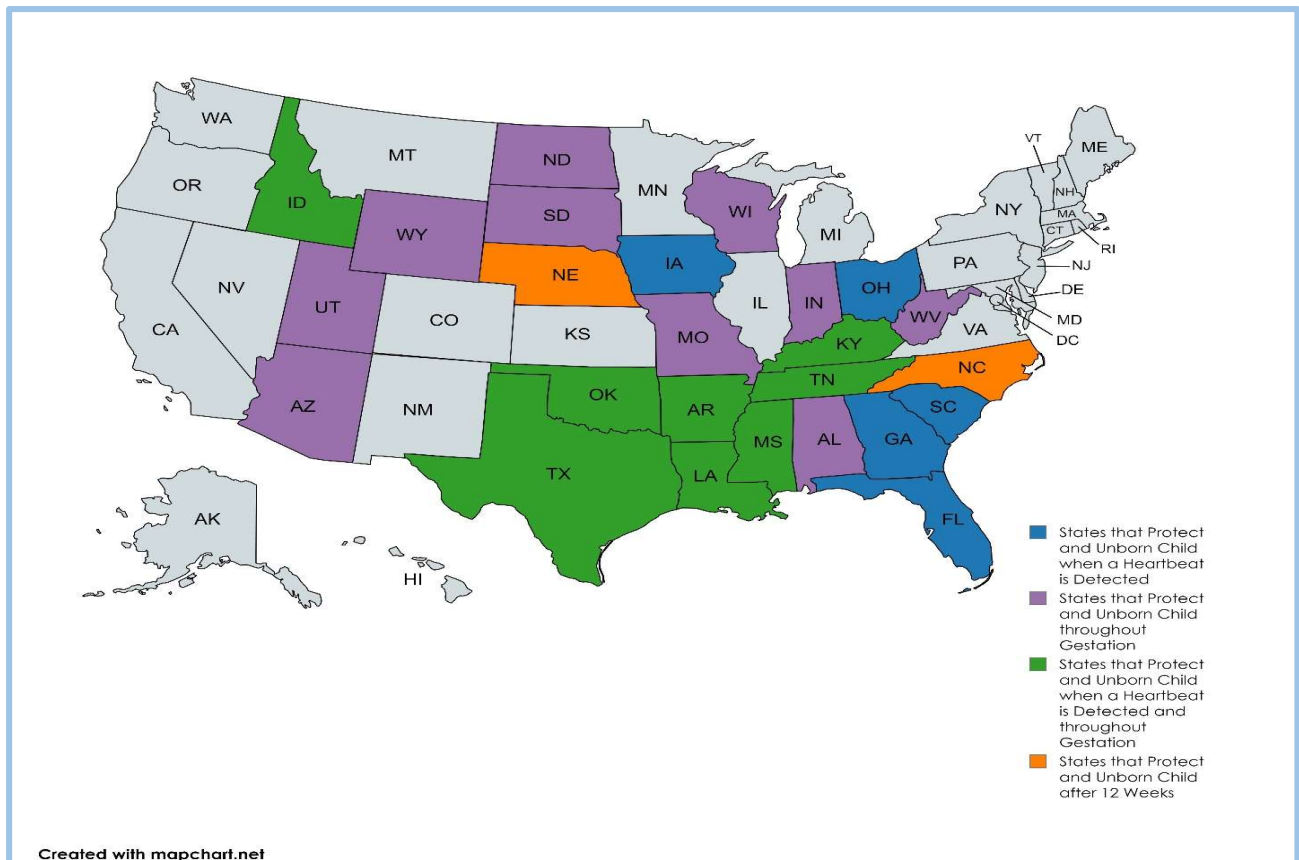 WA
MT
ND
MN
VT
ME
OR
ID
SD
WI
NH
NY
MA
CT
RI
WY
MI
NE
IA
PA
NJ
NV
UT
CO
IL
IN
OH
DE
CA
KS
MO
WV
VA
MD
DC
KY
AZ
NM
OK
AR
TN
NC
SC
MS
AL
GA
TX
LA
AK
HI
FL
States that Protect
and Unborn Child
when a Heartbeat
is Detected
States that Protect
and Unborn Child
throughout
Gestation
States that Protect
and Unborn Child
when a Heartbeat
is Detected and
throughout
Gestation
States that Protect
and Unborn Child
after 12 Weeks
Created with mapchart.net